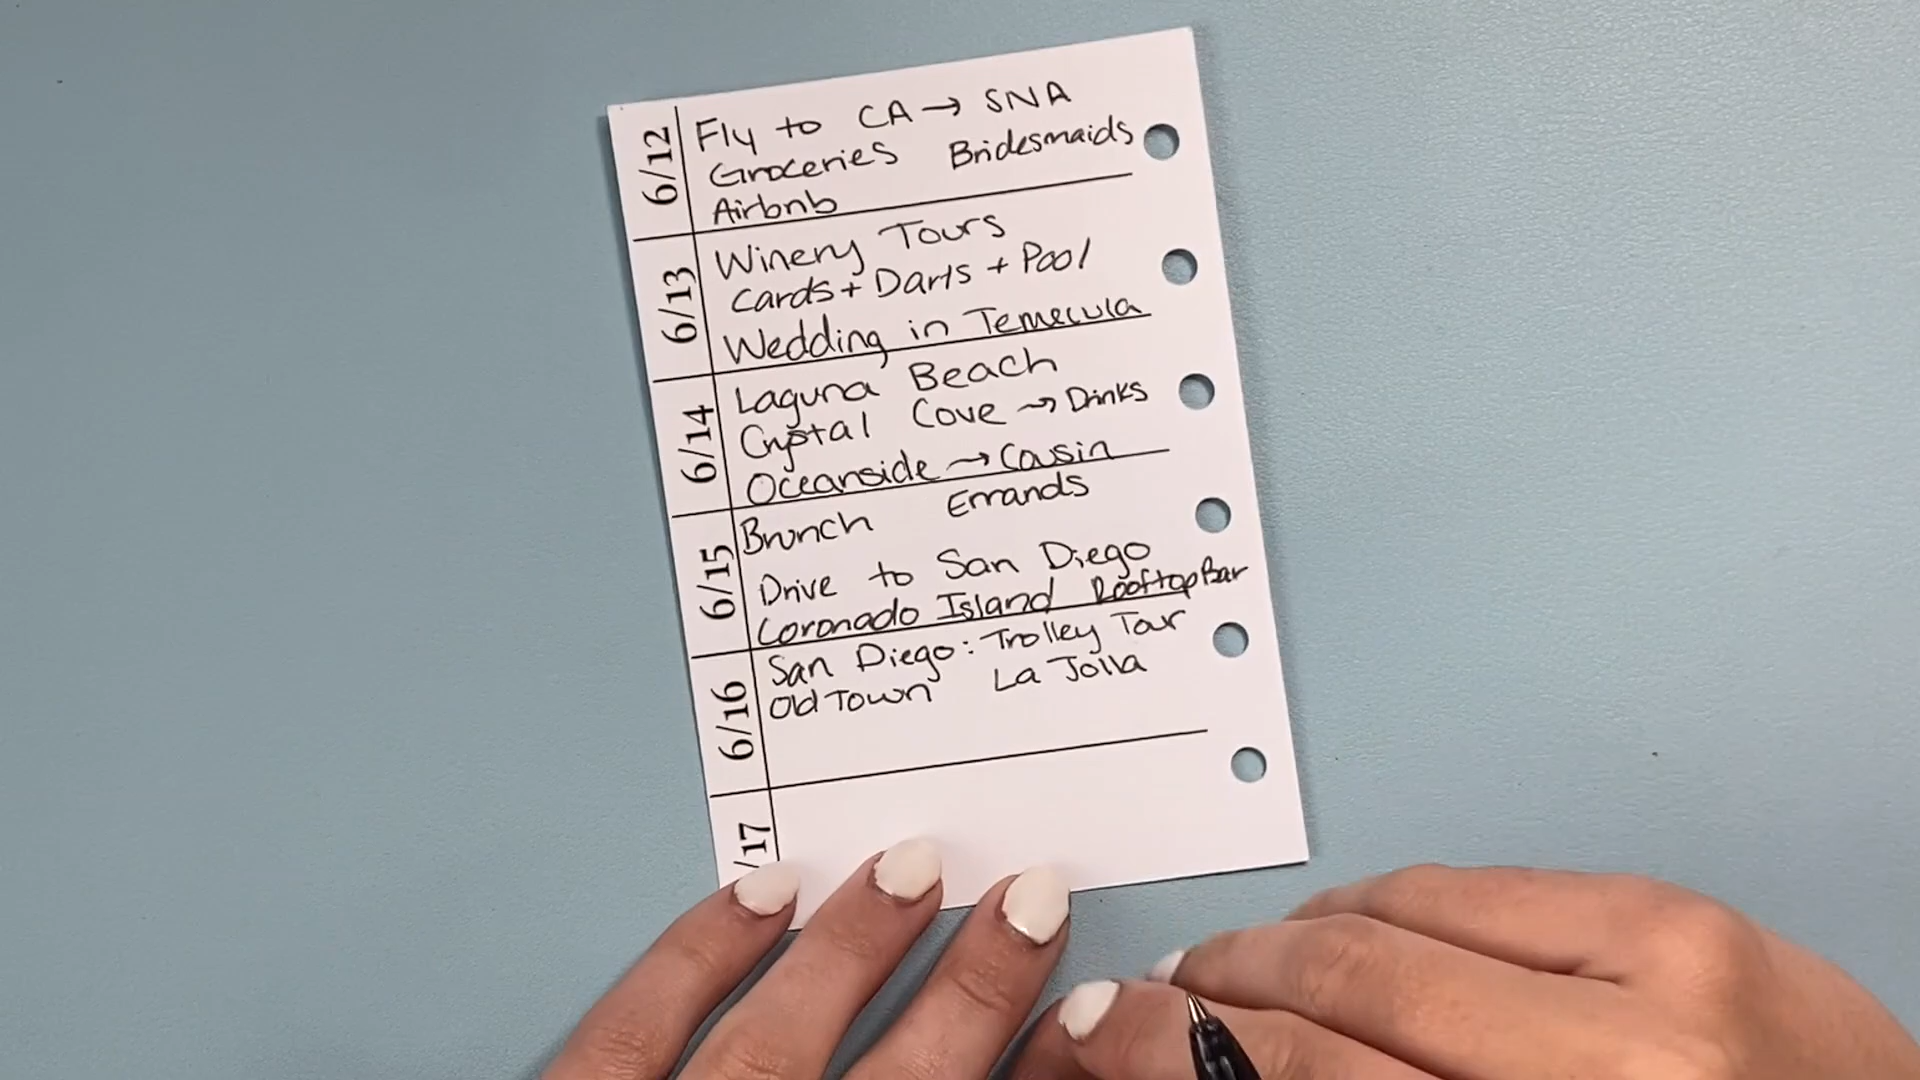 6/12
Fly to CA → SNA
Groceries Bridesmaids
Airbnb
6/13
Winery Tours
Cards + Darts + Pool
Wedding in Temecula
6/14
Laguna Beach
Crystal Cove → Drinks
Oceanside → Cousin
6/15
Brunch Errands
Drive to San Diego
Coronado Island Rooftop Bar
6/16
San Diego: Trolley Tour
Old Town La Jolla
/17